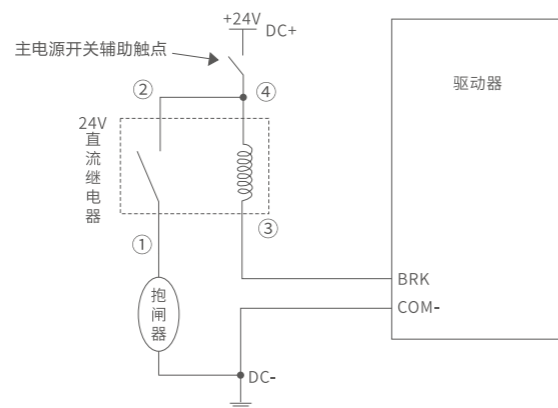 +24V
DC+
主电源开关辅助触点
②
④
驱动器
24V
直流继电器
③
①
BRK
抱闸器
COM-
DC-